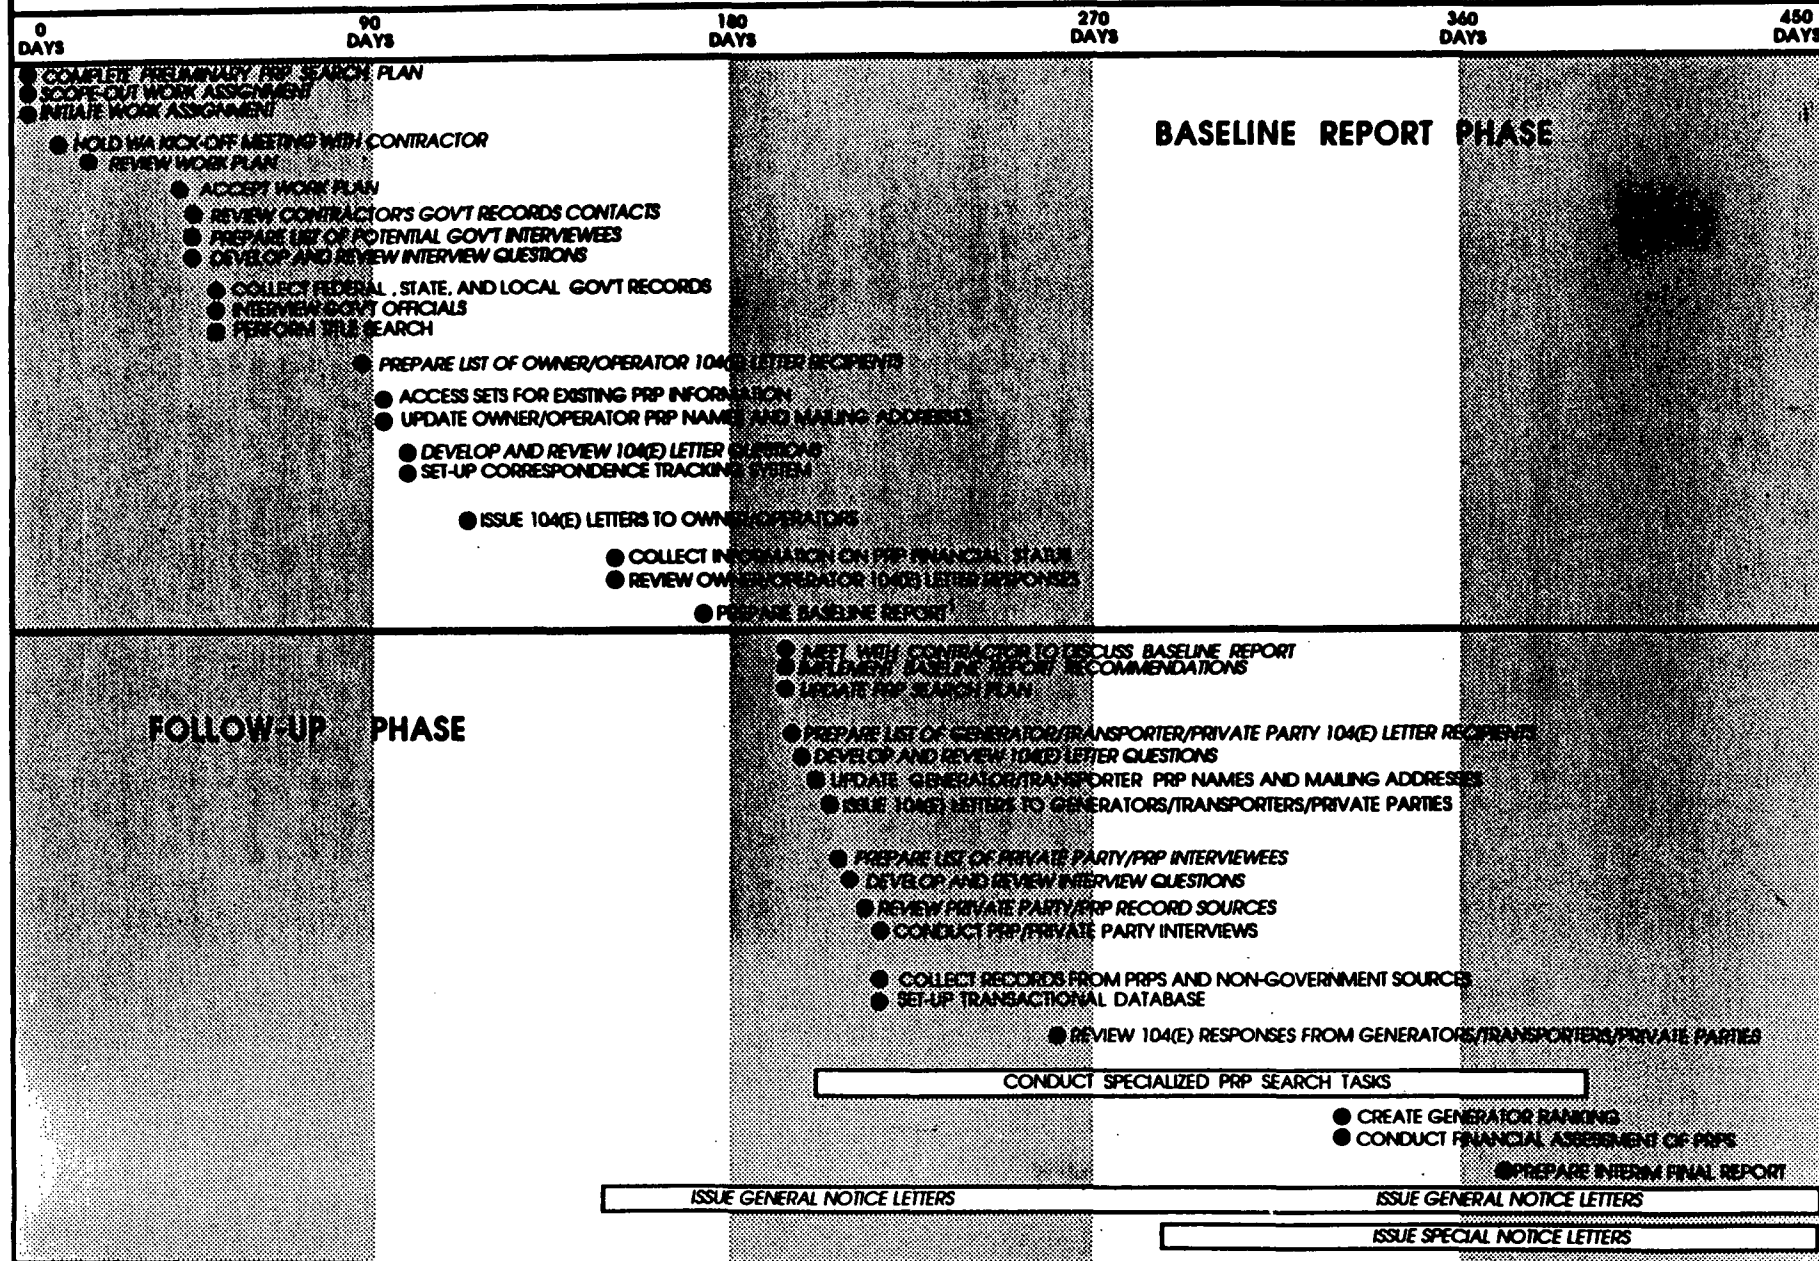 0 DAYS
90 DAYS
180 DAYS
270 DAYS
360 DAYS
450 DAYS
COMPLETE PRELIMINARY PRP SEARCH PLAN
SCOPE-OUT WORK ASSIGNMENT
INITIATE WORK ASSIGNMENT
BASELINE REPORT PHASE
HOLD WA KICK-OFF MEETING WITH CONTRACTOR
REVIEW WORK PLAN
ACCEPT WORK PLAN
REVIEW CONTRACTOR'S GOV'T RECORDS CONTACTS
PREPARE LIST OF POTENTIAL GOV'T INTERVIEWEES
DEVELOP AND REVIEW INTERVIEW QUESTIONS
COLLECT FEDERAL, STATE, AND LOCAL GOV'T RECORDS
INTERVIEW GOV'T OFFICIALS
PERFORM TITLE SEARCH
PREPARE LIST OF OWNER/OPERATOR 104(E) LETTER RECIPIENTS
ACCESS SETS FOR EXISTING PRP INFORMATION
UPDATE OWNER/OPERATOR PRP NAMES AND MAILING ADDRESSES
DEVELOP AND REVIEW 104(E) LETTER QUESTIONS
SET-UP CORRESPONDENCE TRACKING SYSTEM
ISSUE 104(E) LETTERS TO OWNER/OPERATORS
COLLECT INFORMATION ON PRP FINANCIAL STATUS
REVIEW OWNER/OPERATOR 104(E) LETTER RESPONSES
PREPARE BASELINE REPORT
MEET WITH CONTRACTOR TO DISCUSS BASELINE REPORT
IMPLEMENT BASELINE REPORT RECOMMENDATIONS
UPDATE PRP SEARCH PLAN
FOLLOW-UP PHASE
PREPARE LIST OF GENERATOR/TRANSPORTER/PRIVATE PARTY 104(E) LETTER RECIPIENTS
DEVELOP AND REVIEW 104(E) LETTER QUESTIONS
UPDATE GENERATOR/TRANSPORTER PRP NAMES AND MAILING ADDRESSES
ISSUE 104(E) LETTERS TO GENERATORS/TRANSPORTERS/PRIVATE PARTIES
PREPARE LIST OF PRIVATE PARTY/PRP INTERVIEWEES
DEVELOP AND REVIEW INTERVIEW QUESTIONS
REVIEW PRIVATE PARTY/PRP RECORD SOURCES
CONDUCT PRP/PRIVATE PARTY INTERVIEWS
COLLECT RECORDS FROM PRPS AND NON-GOVERNMENT SOURCES
SET-UP TRANSACTIONAL DATABASE
REVIEW 104(E) RESPONSES FROM GENERATORS/TRANSPORTERS/PRIVATE PARTIES
CONDUCT SPECIALIZED PRP SEARCH TASKS
CREATE GENERATOR RANKING
CONDUCT FINANCIAL ASSESSMENT OF PRPS
PREPARE INTERIM FINAL REPORT
ISSUE GENERAL NOTICE LETTERS
ISSUE GENERAL NOTICE LETTERS
ISSUE SPECIAL NOTICE LETTERS